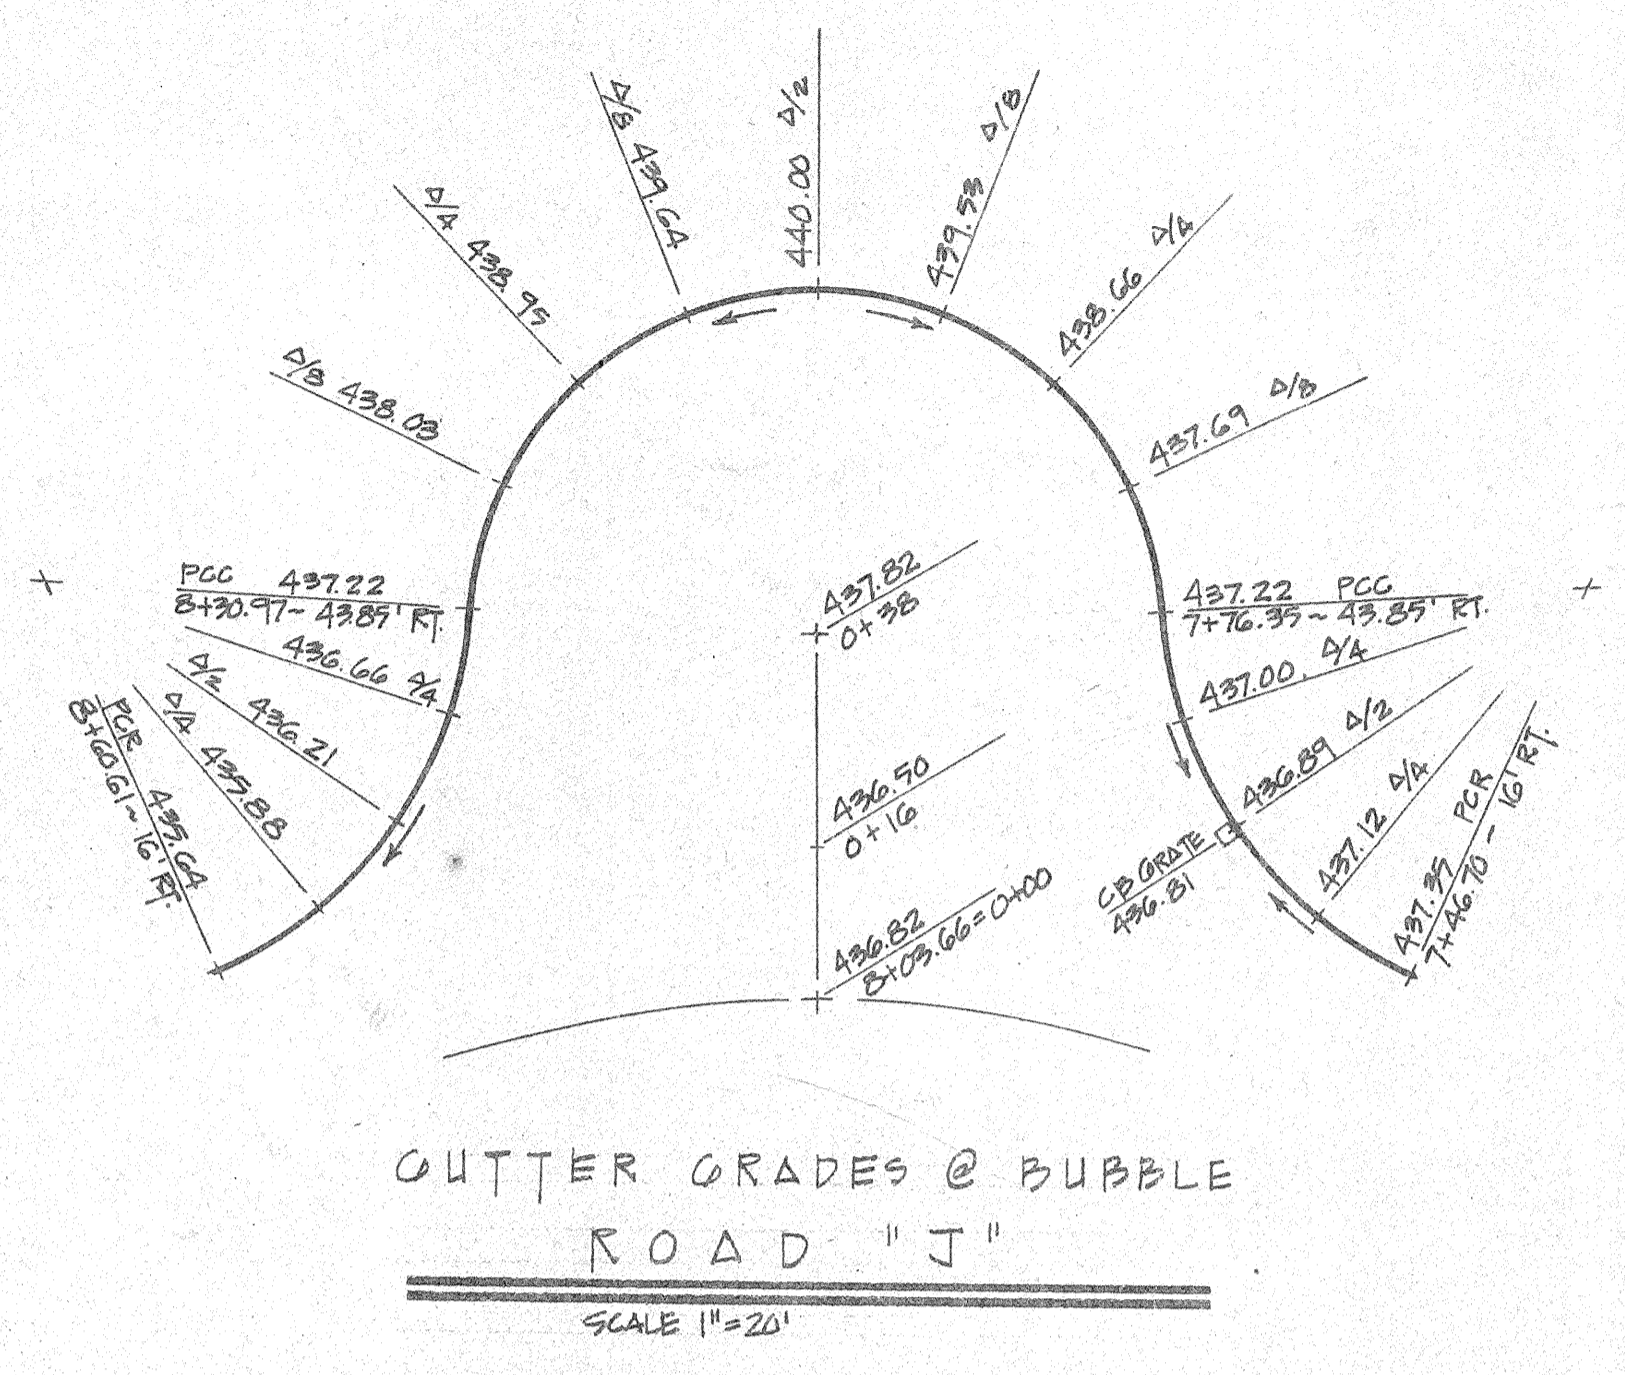 Δ/8 439.64
440.00 Δ/2
439.53 Δ/8
Δ/4 438.95
438.66 Δ/4
Δ/8 438.03
437.69 Δ/8
PCC 437.22
8+30.97~ 43.85' RT.
437.22 PCC
7+76.35~ 43.85' RT.
436.66 Δ/4
437.00 Δ/4
Δ/2 436.21
436.89 Δ/2
Δ/4 435.88
437.12 Δ/4
PCR 435.64
8+60.61~ 16' RT.
437.35 PCR
7+46.70 - 16' RT.
437.82
0+38
436.50
0+16
CB GRATE
436.81
436.82
8+03.66=0+00
GUTTER GRADES @ BUBBLE
ROAD "J"
SCALE 1"=20'